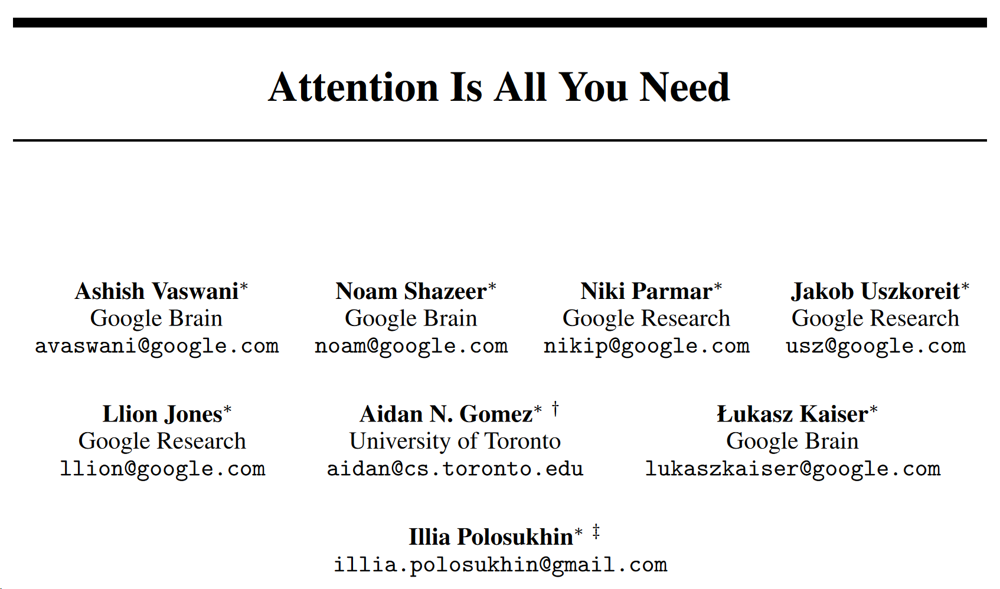 Attention Is All You Need
Ashish Vaswani* Noam Shazeer* Niki Parmar* Jakob Uszkoreit*
Google Brain Google Brain Google Research Google Research
avaswani@google.com noam@google.com nikip@google.com usz@google.com
Llion Jones* Aidan N. Gomez* † Łukasz Kaiser*
Google Research University of Toronto Google Brain
llion@google.com aidan@cs.toronto.edu lukaszkaiser@google.com
Illia Polosukhin* ‡
illia.polosukhin@gmail.com